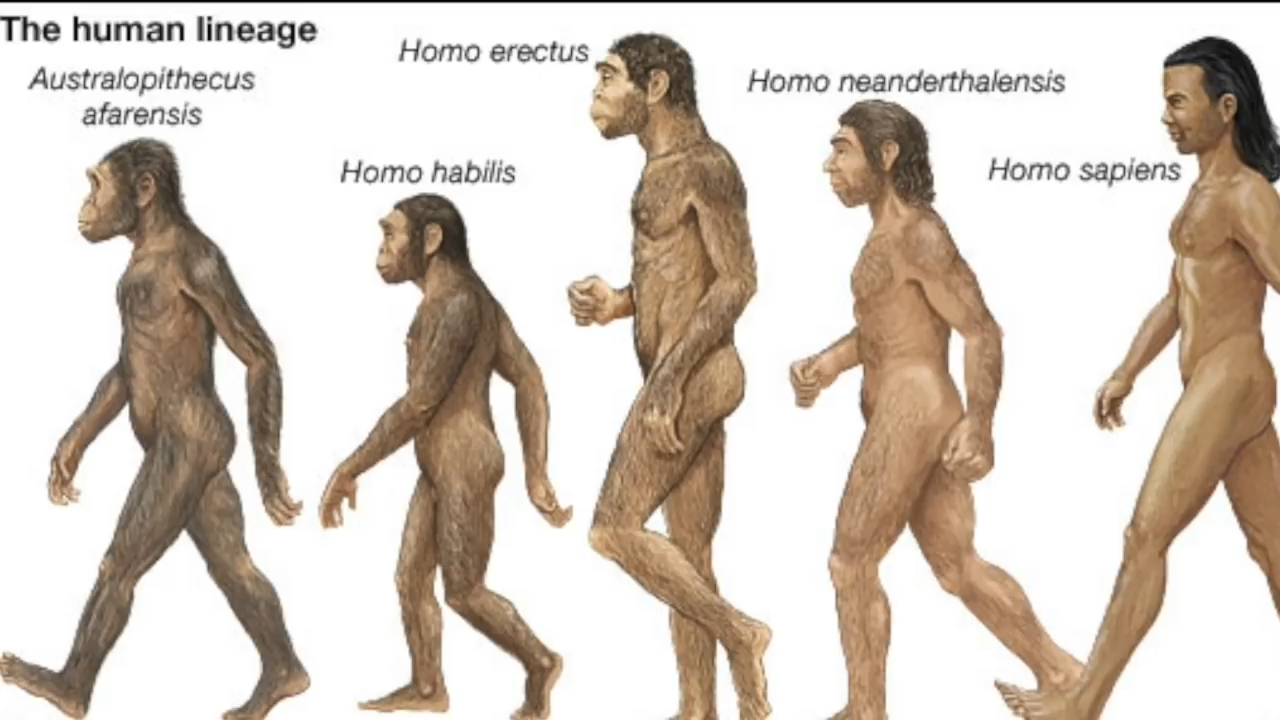 The human lineage
Australopithecus
afarensis
Homo habilis
Homo erectus
Homo neanderthalensis
Homo sapiens